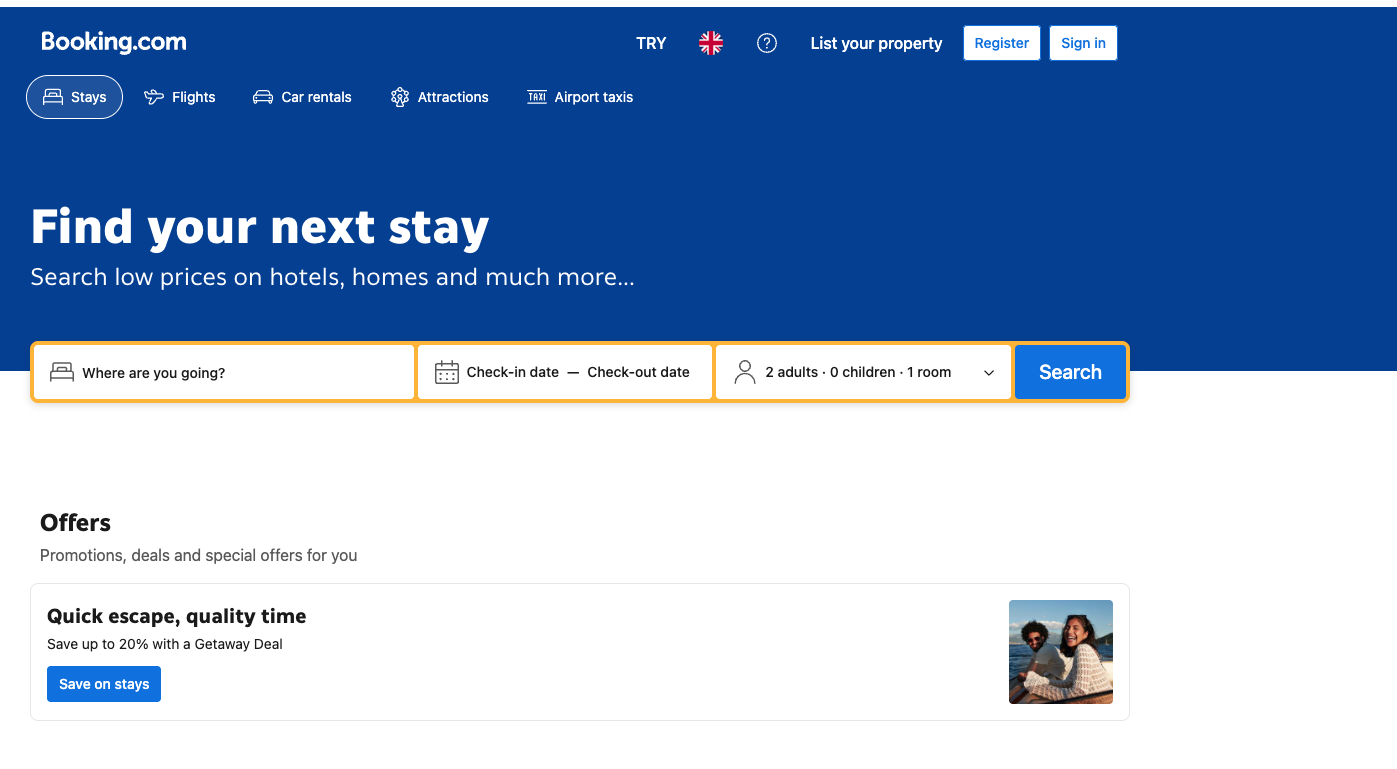 Booking.com
TRY
List your property
Register
Sign in
Stays
Flights
Car rentals
Attractions
TAXI
Airport taxis
Find your next stay
Search low prices on hotels, homes and much more...
Where are you going?
Check-in date — Check-out date
2 adults · 0 children · 1 room
Search
Offers
Promotions, deals and special offers for you
Quick escape, quality time
Save up to 20% with a Getaway Deal
Save on stays